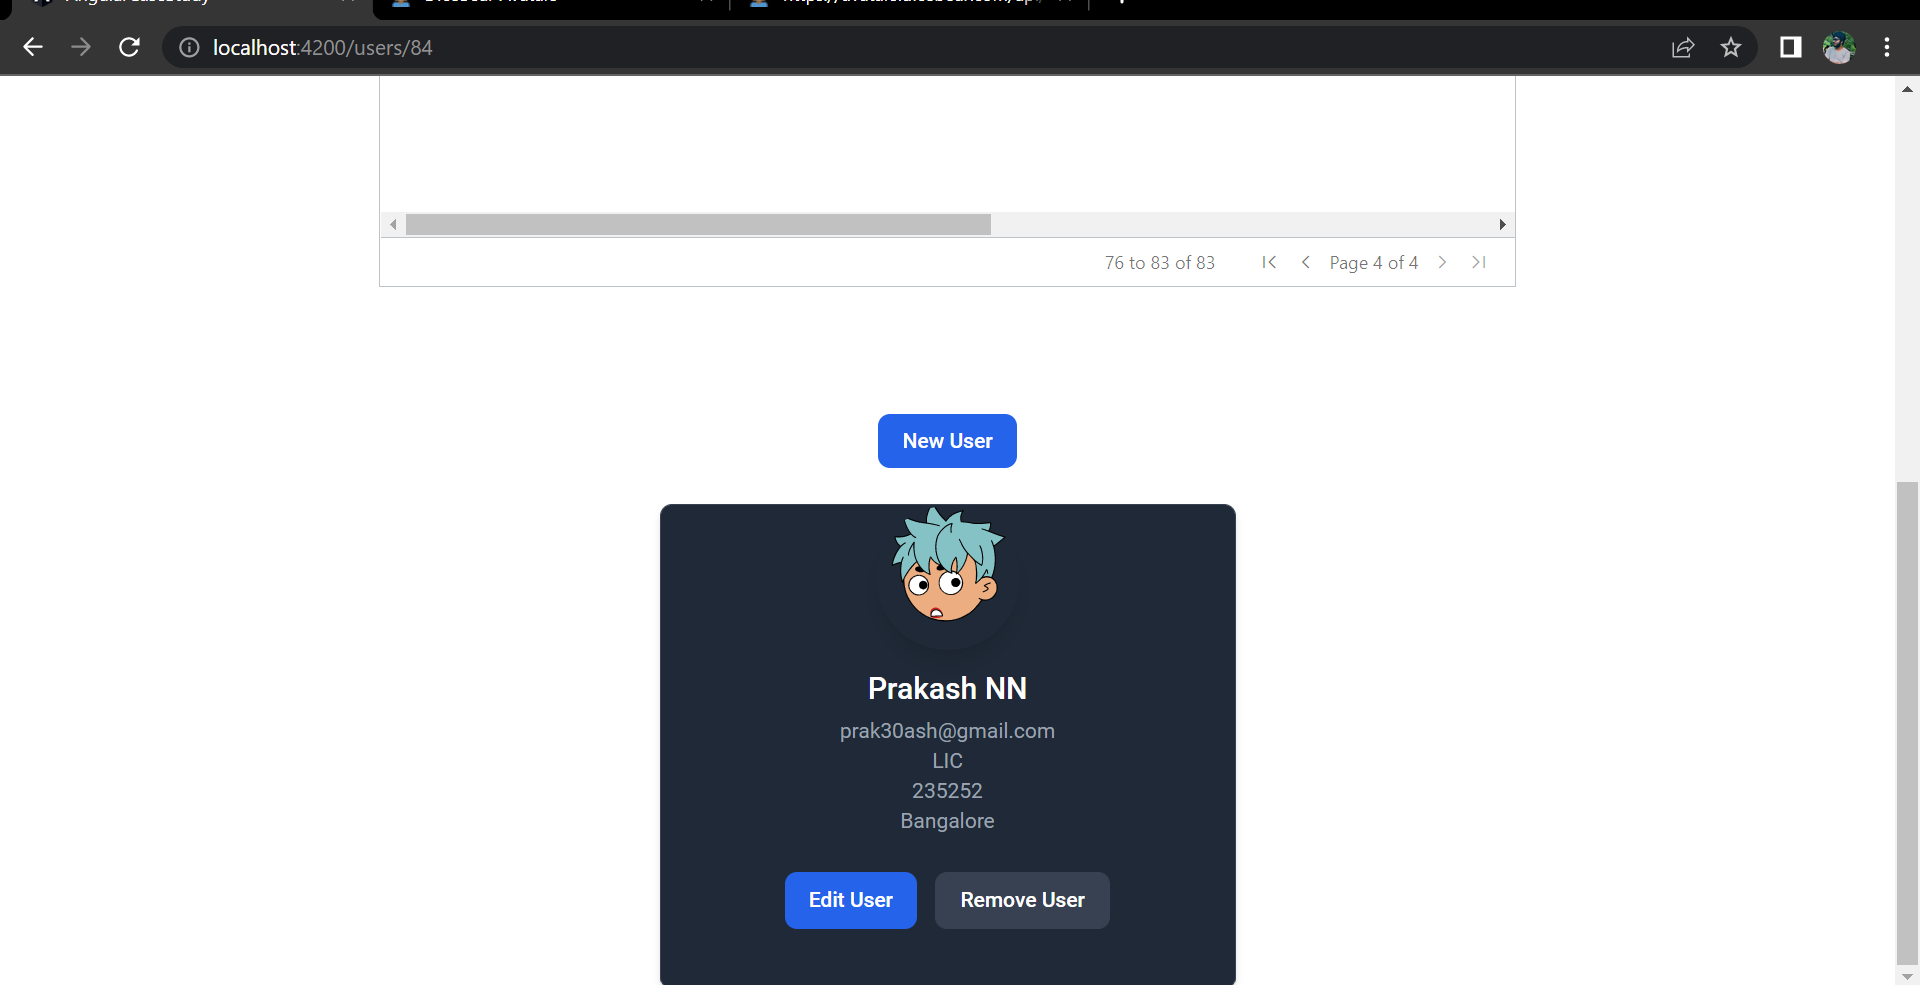 localhost:4200/users/84
76 to 83 of 83 Page 4 of 4
New User
Prakash NN
prak30ash@gmail.com
LIC
235252
Bangalore
Edit User Remove User